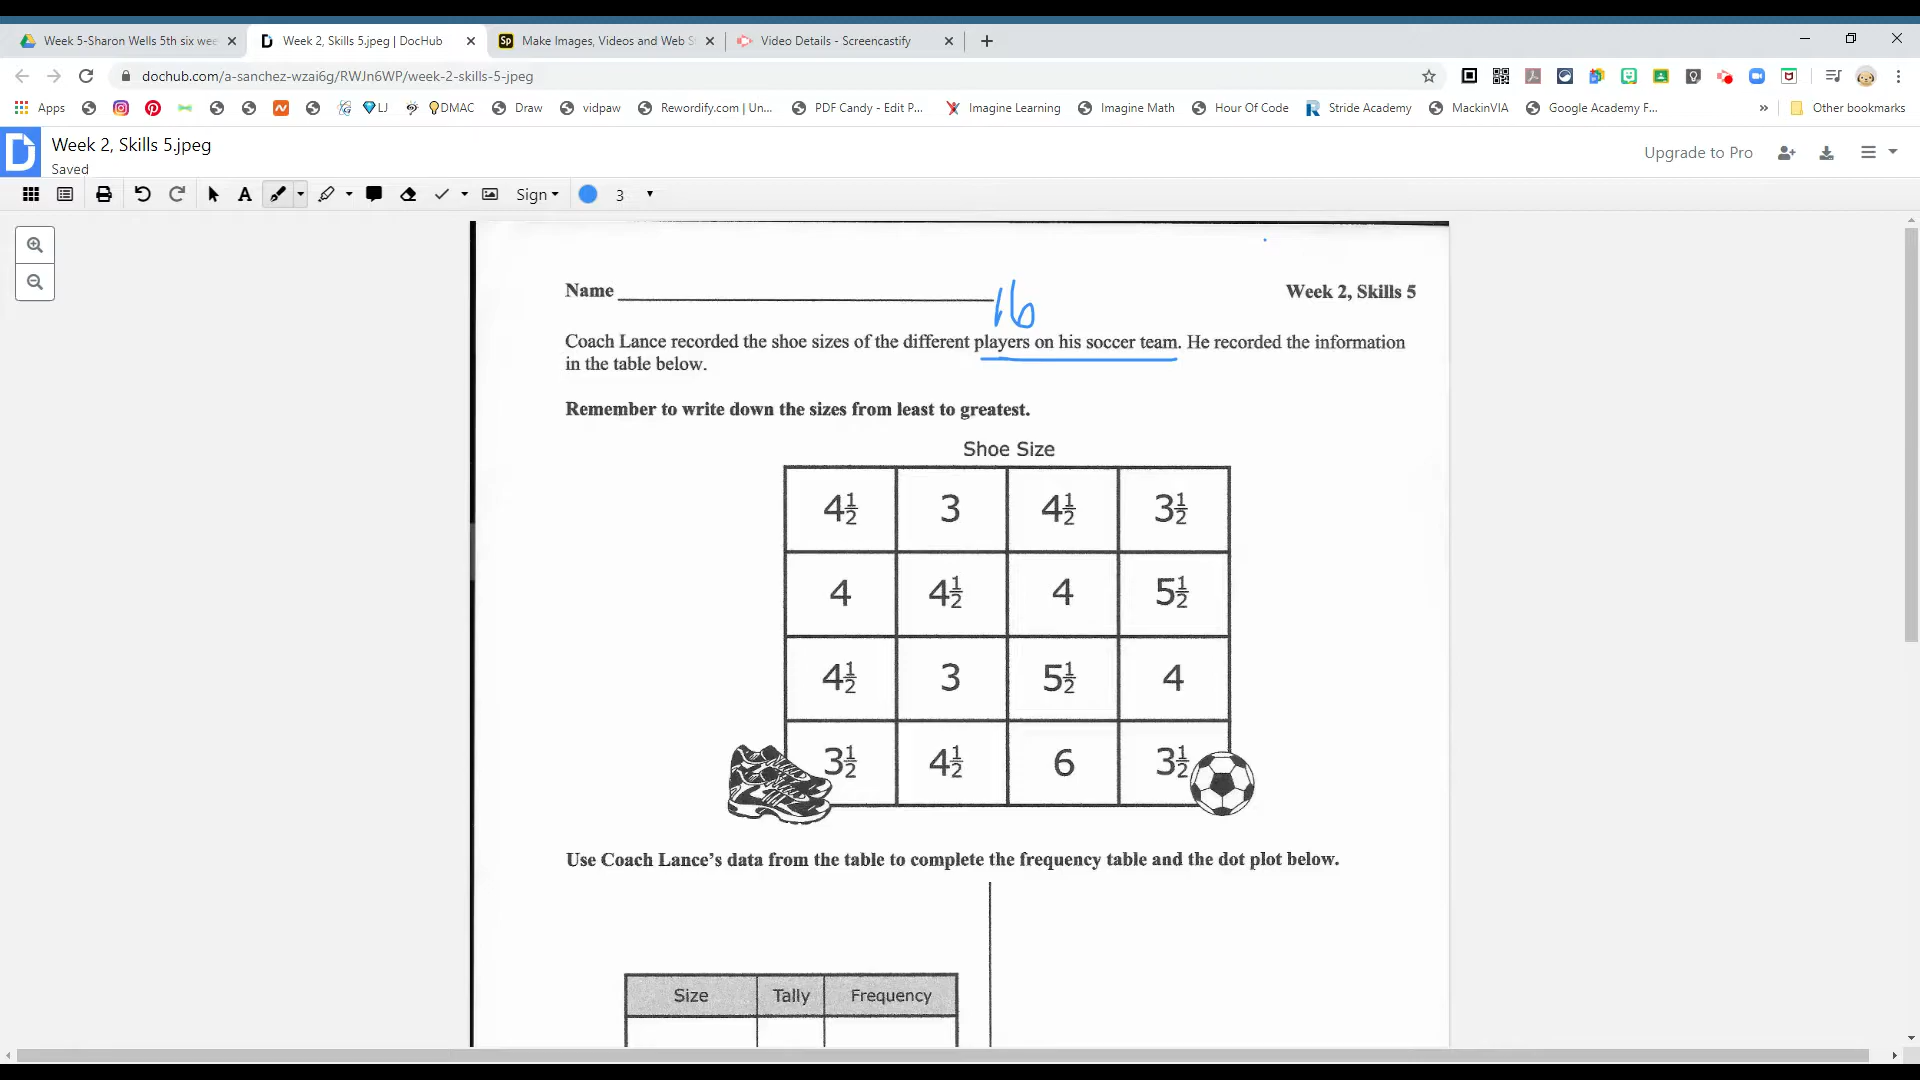 Week 5-Sharon Wells 5th six wee
Week 2, Skills 5.jpeg | DocHub
Make Images, Videos and Web S
Video Details - Screencastify
dochub.com/a-sanchez-wzai6g/RWJn6WP/week-2-skills-5-jpeg
Apps LJ DMAC Draw vidpaw Rewordify.com | Un... PDF Candy - Edit P... Imagine Learning Imagine Math Hour Of Code Stride Academy MackinVIA Google Academy F... » Other bookmarks
Week 2, Skills 5.jpeg
Saved
Upgrade to Pro
A Sign 3
Name Week 2, Skills 5
16
Coach Lance recorded the shoe sizes of the different players on his soccer team. He recorded the information
in the table below.
Remember to write down the sizes from least to greatest.
Shoe Size
4½ 3 4½ 3½
4 4½ 4 5½
4½ 3 5½ 4
3½ 4½ 6 3½
Use Coach Lance's data from the table to complete the frequency table and the dot plot below.
Size Tally Frequency